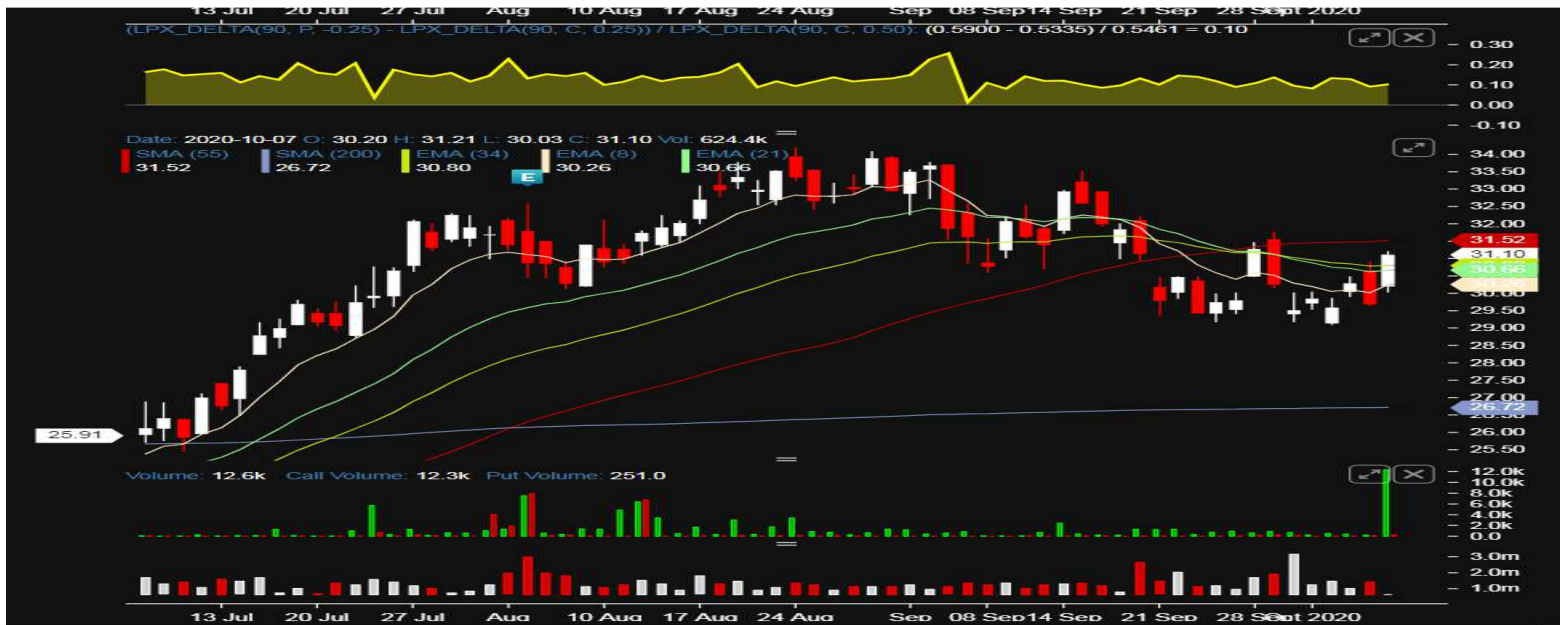 13 Jul 20 Jul 27 Jul Aug 10 Aug 17 Aug 24 Aug Sep 08 Sep 14 Sep 21 Sep 28 2020
(LPX_DELTA(90, P, -0.25) - LPX_DELTA(90, C, 0.25)) / LPX_DELTA(90, C, 0.50): (0.5900 - 0.5335) / 0.5461 = 0.10
0.30
0.20
0.10
0.00
-0.10
Date: 2020-10-07 O: 30.20 H: 31.21 L: 30.03 C: 31.10 Vol: 624.4k
SMA (55) SMA (200) EMA (34) EMA (8) EMA (21)
31.52 26.72 30.80 30.26 30.66
E
34.00
33.50
33.00
32.50
32.00
31.52
31.10
30.66
30.26
30.00
29.50
29.00
28.50
28.00
27.50
27.00
26.72
26.00
25.50
25.91
Volume: 12.6k Call Volume: 12.3k Put Volume: 251.0
12.0k
10.0k
8.0k
6.0k
4.0k
2.0k
0.0
3.0m
2.0m
1.0m
13 Jul 20 Jul 27 Jul Aug 10 Aug 17 Aug 24 Aug Sep 08 Sep 14 Sep 21 Sep 28 2020